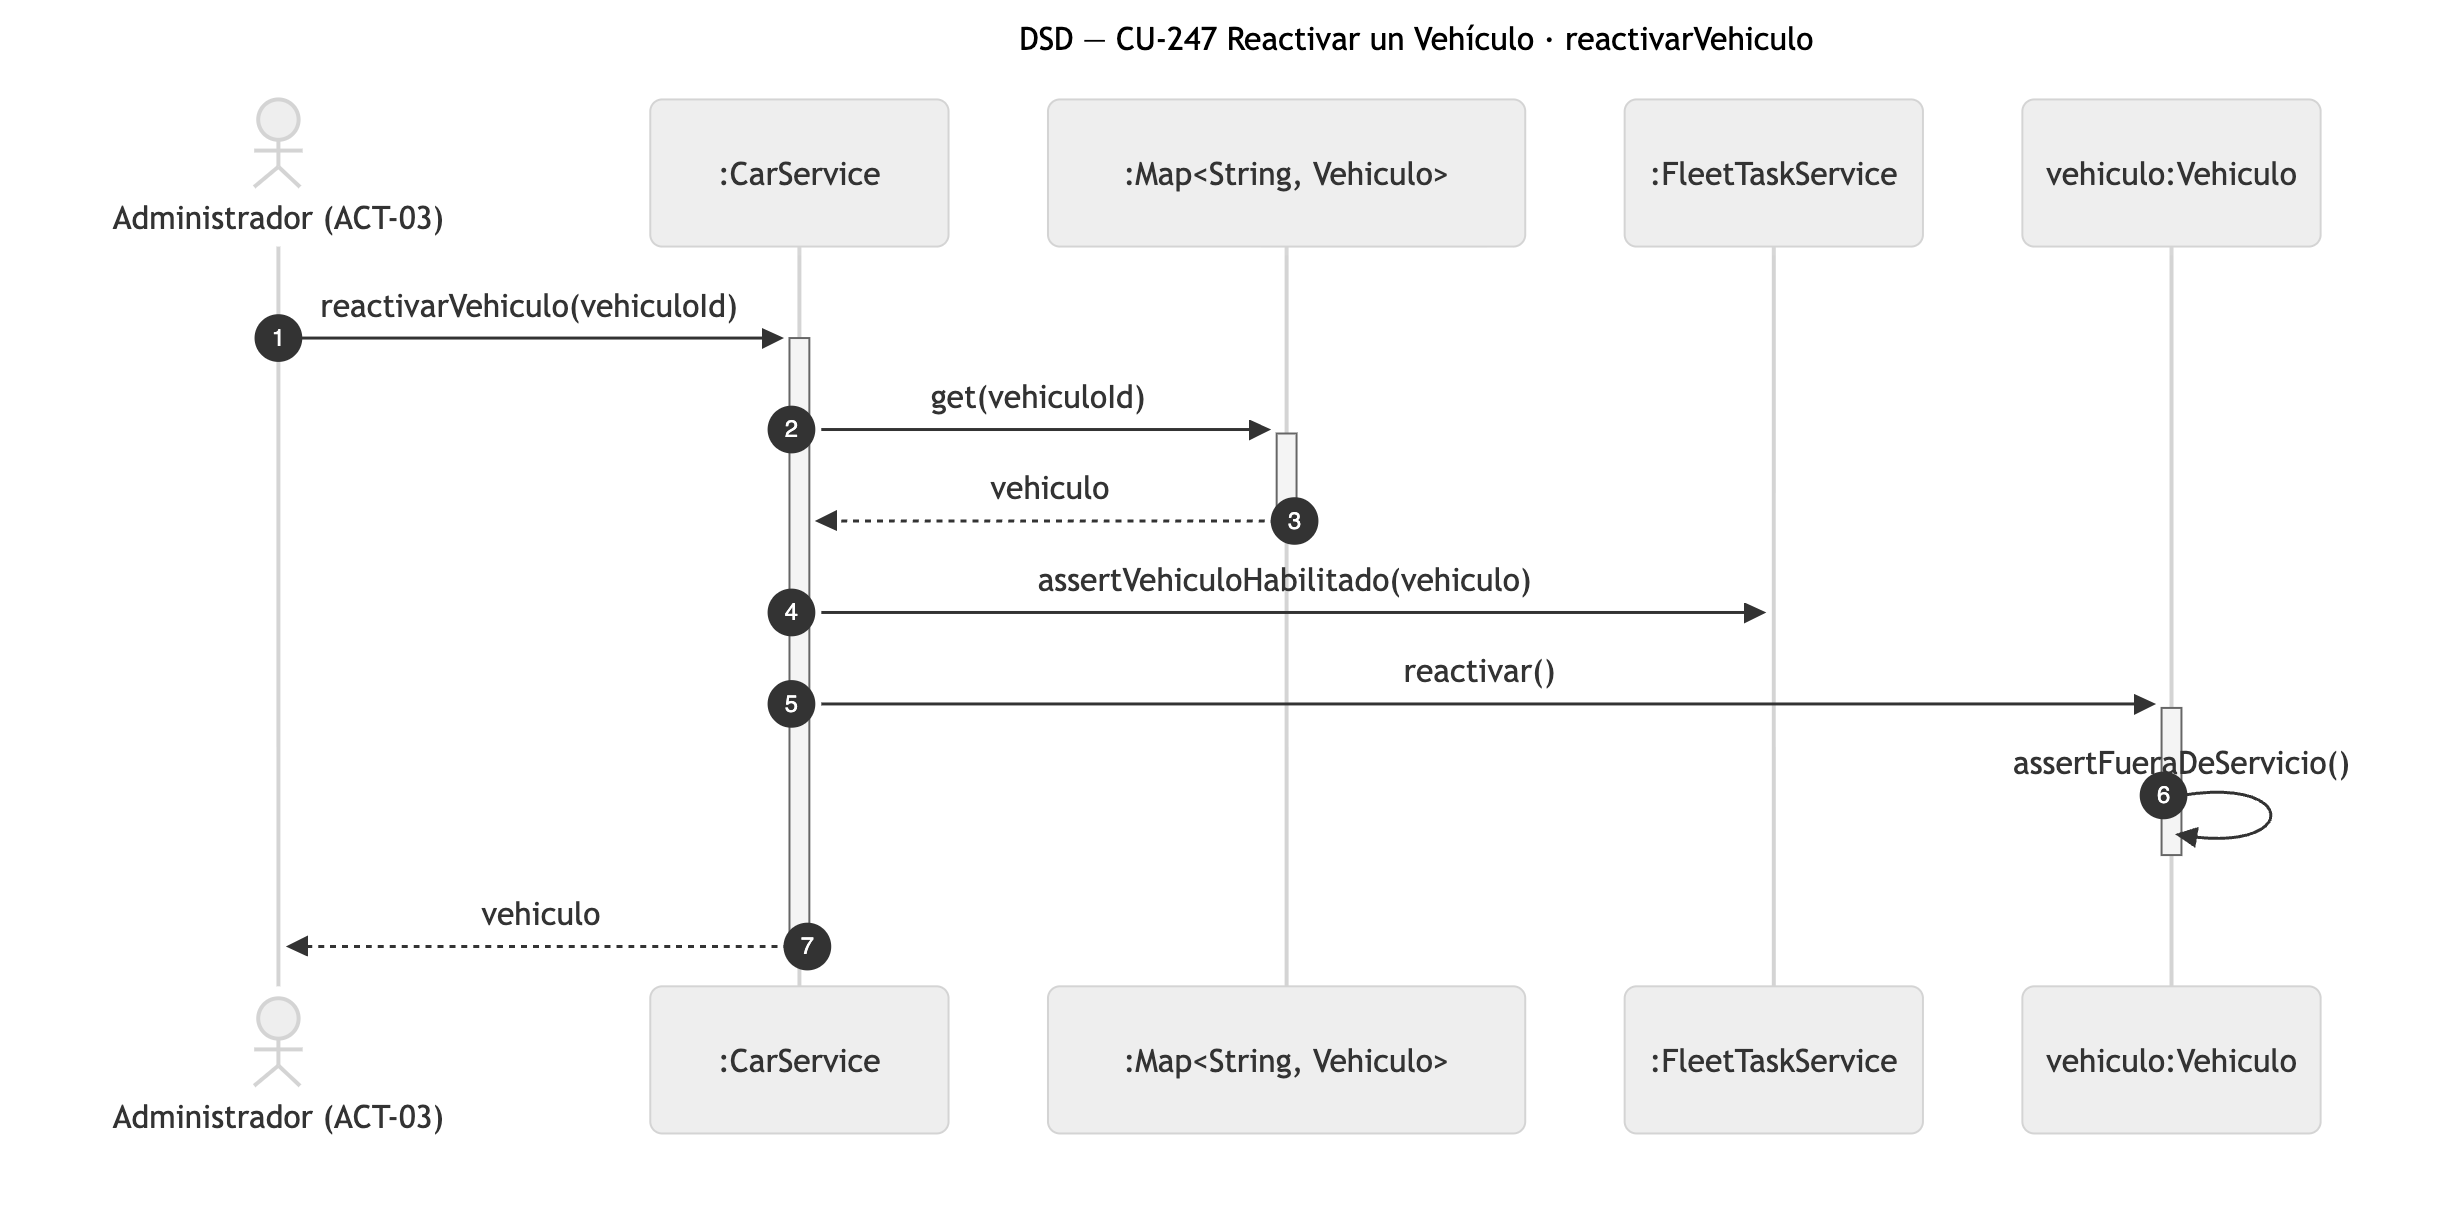 DSD — CU-247 Reactivar un Vehículo · reactivarVehiculo
Administrador (ACT-03)
:CarService
:Map<String, Vehiculo>
:FleetTaskService
vehiculo:Vehiculo
reactivarVehiculo(vehiculoId)
1
get(vehiculoId)
2
vehiculo
3
assertVehiculoHabilitado(vehiculo)
4
reactivar()
5
assertFueraDeServicio()
6
vehiculo
7
:CarService
:Map<String, Vehiculo>
:FleetTaskService
vehiculo:Vehiculo
Administrador (ACT-03)